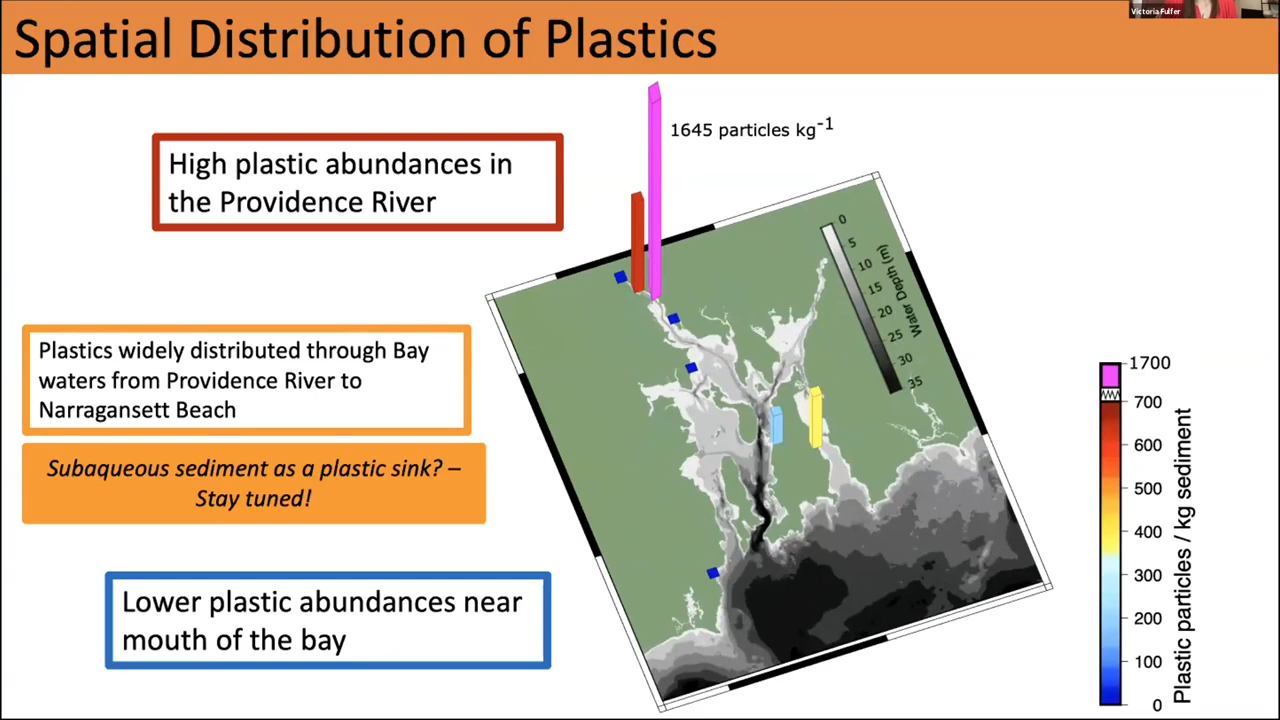 Victoria Fulfer
Spatial Distribution of Plastics
1645 particles kg-1
High plastic abundances in
the Providence River
0
5
10
15
20
25
30
35
Water Depth (m)
Plastics widely distributed through Bay
waters from Providence River to
Narragansett Beach
Subaqueous sediment as a plastic sink? –
Stay tuned!
Lower plastic abundances near
mouth of the bay
1700
700
600
500
400
300
200
100
0
Plastic particles / kg sediment